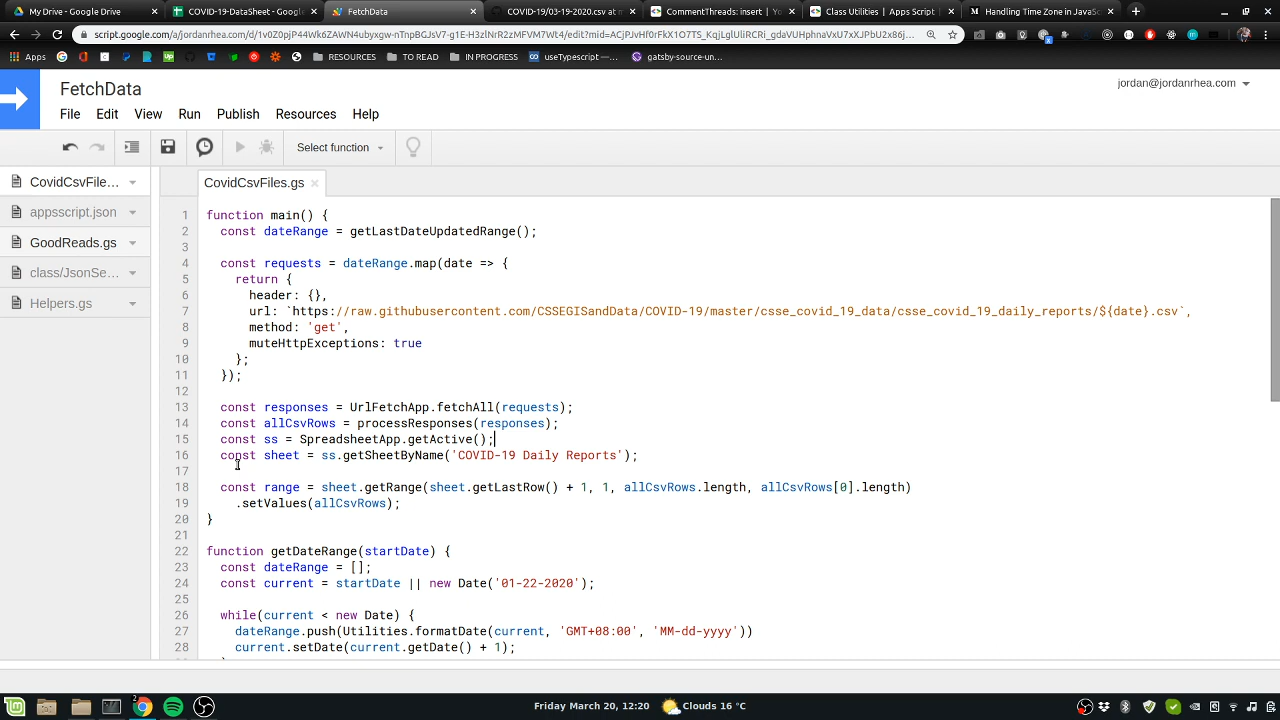 My Drive - Google Drive
COVID-19-DataSheet - Google
FetchData
COVID-19/03-19-2020.csv at m
CommentThreads: insert | Yo
Class Utilities | Apps Script
Handling Time Zone in JavaSc
Apps
RESOURCES
TO READ
IN PROGRESS
useTypescript —...
gatsby-source-un...
FetchData
jordan@jordanrhea.com
File Edit View Run Publish Resources Help
Select function
CovidCsvFile...
appsscript.json
GoodReads.gs
class/JsonSe...
Helpers.gs
CovidCsvFiles.gs
1 function main() {
2 const dateRange = getLastDateUpdatedRange();
3
4 const requests = dateRange.map(date => {
5 return {
6 header: {},
7 url: `https://raw.githubusercontent.com/CSSEGISandData/COVID-19/master/csse_covid_19_data/csse_covid_19_daily_reports/${date}.csv`,
8 method: 'get',
9 muteHttpExceptions: true
10 };
11 });
12
13 const responses = UrlFetchApp.fetchAll(requests);
14 const allCsvRows = processResponses(responses);
15 const ss = SpreadsheetApp.getActive();
16 const sheet = ss.getSheetByName('COVID-19 Daily Reports');
17
18 const range = sheet.getRange(sheet.getLastRow() + 1, 1, allCsvRows.length, allCsvRows[0].length)
19 .setValues(allCsvRows);
20 }
21
22 function getDateRange(startDate) {
23 const dateRange = [];
24 const current = startDate || new Date('01-22-2020');
25
26 while(current < new Date) {
27 dateRange.push(Utilities.formatDate(current, 'GMT+08:00', 'MM-dd-yyyy'))
28 current.setDate(current.getDate() + 1);
Friday March 20, 12:20
Clouds 16 °C